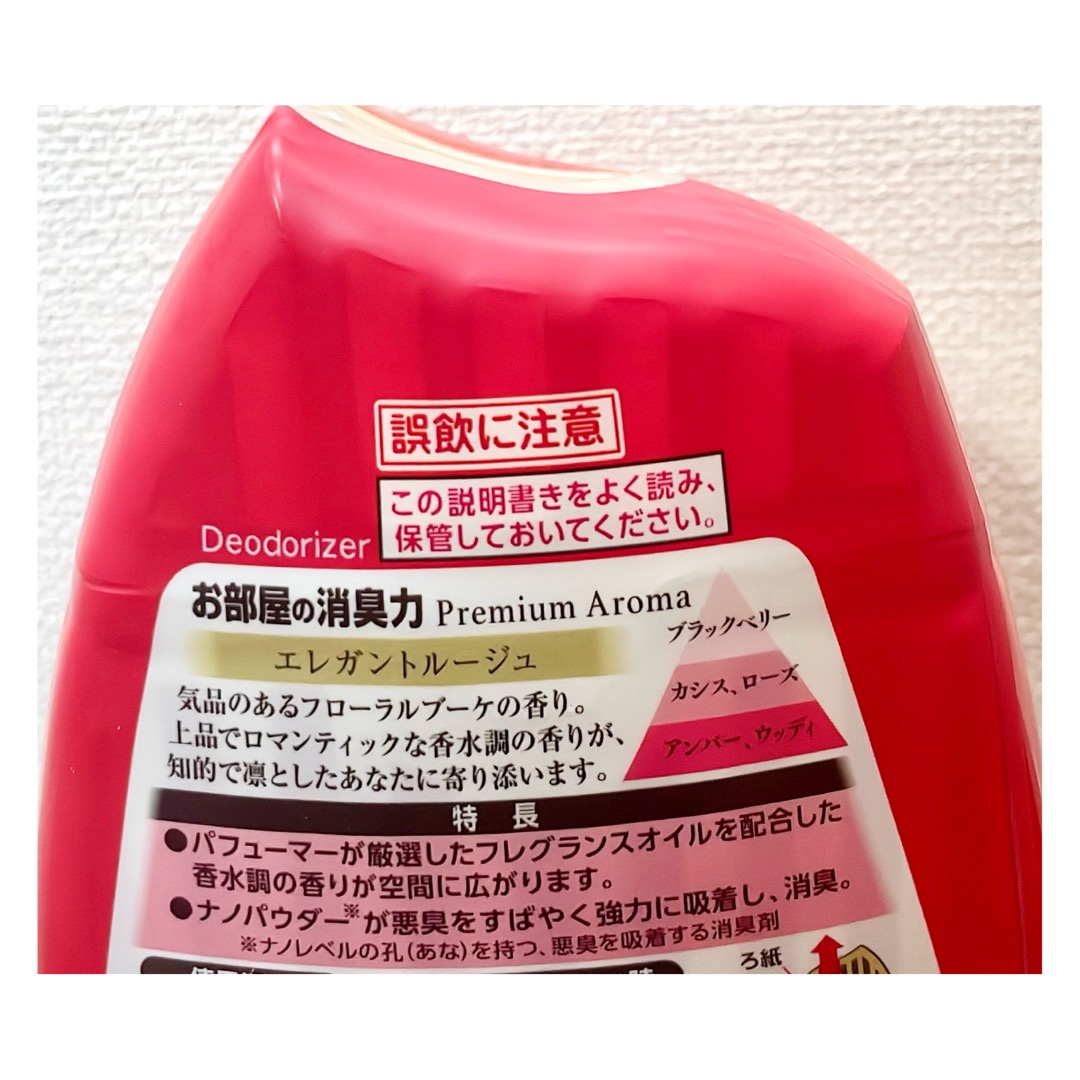 誤飲に注意
この説明書きをよく読み、
保管しておいてください。
Deodorizer
お部屋の消臭力 Premium Aroma
エレガントルージュ
気品のあるフローラルブーケの香り。
上品でロマンティックな香水調の香りが、
知的で凛としたあなたに寄り添います。
ブラックベリー
カシス、ローズ
アンバー、ウッディ
特長
●パフューマーが厳選したフレグランスオイルを配合した
香水調の香りが空間に広がります。
●ナノパウダー※が悪臭をすばやく強力に吸着し、消臭。
※ナノレベルの孔(あな)を持つ、悪臭を吸着する消臭剤
ろ紙